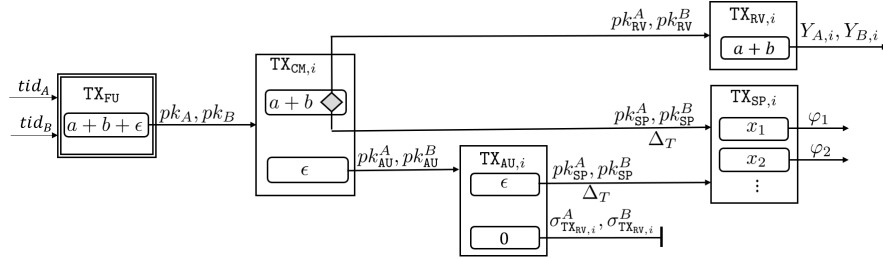 pk^A_RV, pk^B_RV
TX_RV,i
a + b
Y_A,i, Y_B,i
TX_CM,i
a + b
ϵ
tid_A
tid_B
TX_FU
a + b + ϵ
pk_A, pk_B
pk^A_SP, pk^B_SP
Δ_T
TX_SP,i
x_1
x_2
⋮
φ_1
φ_2
pk^A_AU, pk^B_AU
TX_AU,i
ϵ
0
pk^A_SP, pk^B_SP
Δ_T
σ^A_TX_RV,i, σ^B_TX_RV,i